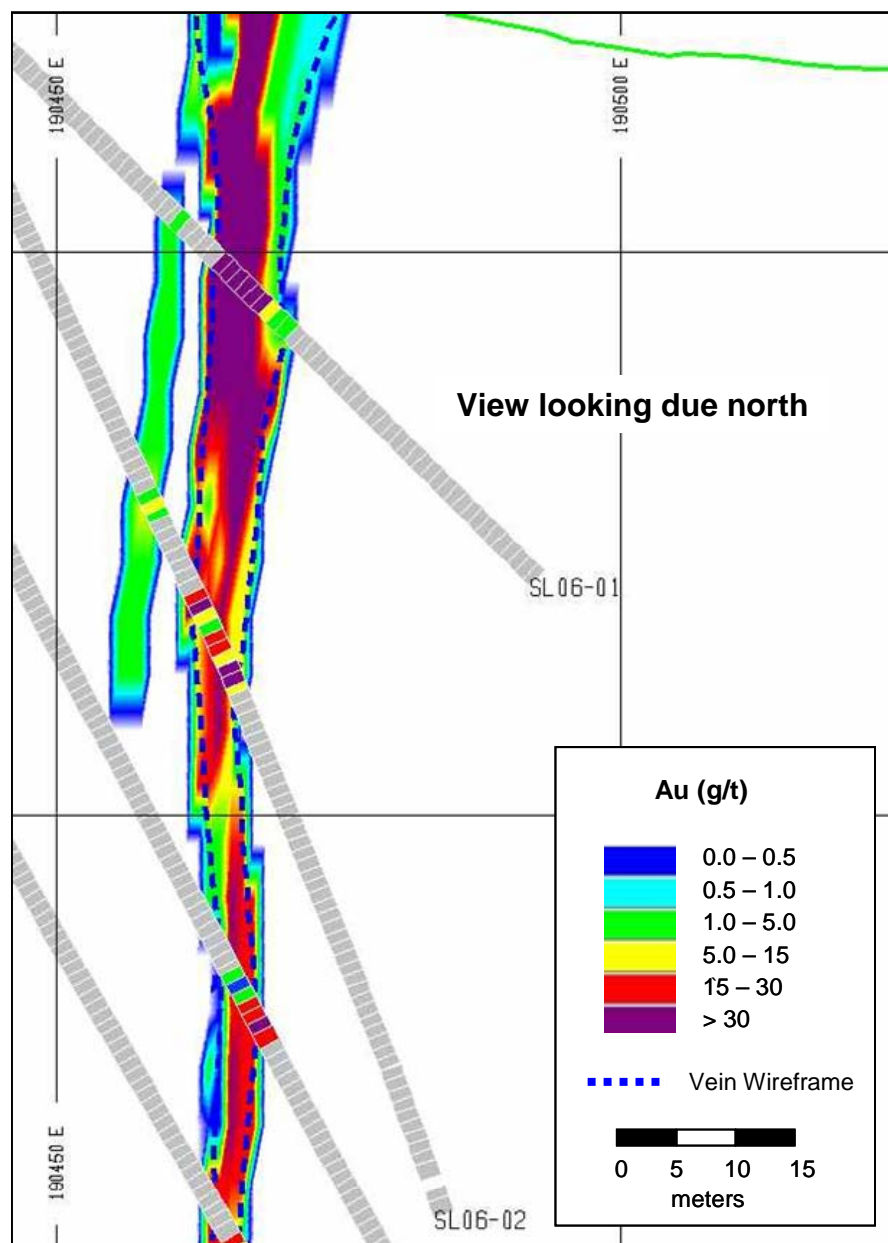 190450 E
190500 E
View looking due north
SL06-01
Au (g/t)
0.0 – 0.5
0.5 – 1.0
1.0 – 5.0
5.0 – 15
15 – 30
> 30
Vein Wireframe
0 5 10 15
meters
190450 E
SL06-02